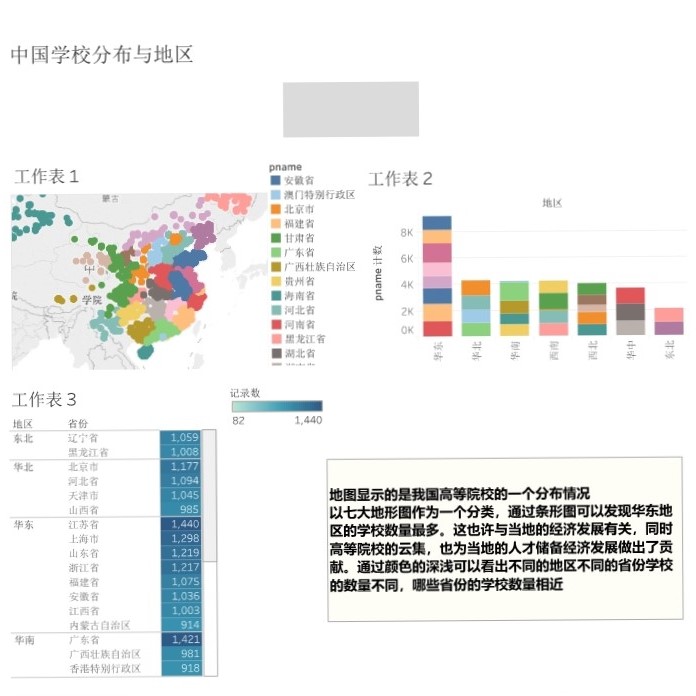 中国学校分布与地区
工作表 1
蒙古
中
学院
pname
安徽省
澳门特别行政区
北京市
福建省
甘肃省
广东省
广西壮族自治区
贵州省
海南省
河北省
河南省
黑龙江省
湖北省
工作表 2
地区
pname 计数
8K
6K
4K
2K
0K
华东
华北
华南
西南
西北
华中
东北
工作表 3
记录数
82 1,440
地区 省份
东北 辽宁省 1,059
黑龙江省 1,008
华北 北京市 1,177
河北省 1,094
天津市 1,045
山西省 985
华东 江苏省 1,440
上海市 1,298
山东省 1,219
浙江省 1,217
福建省 1,075
安徽省 1,036
江西省 1,003
内蒙古自治区 914
华南 广东省 1,421
广西壮族自治区 981
香港特别行政区 918
地图显示的是我国高等院校的一个分布情况
以七大地形图作为一个分类，通过条形图可以发现华东地
区的学校数量最多。这也许与当地的经济发展有关，同时
高等院校的云集，也为当地的人才储备经济发展做出了贡
献。通过颜色的深浅可以看出不同的地区不同的省份学校
的数量不同，哪些省份的学校数量相近